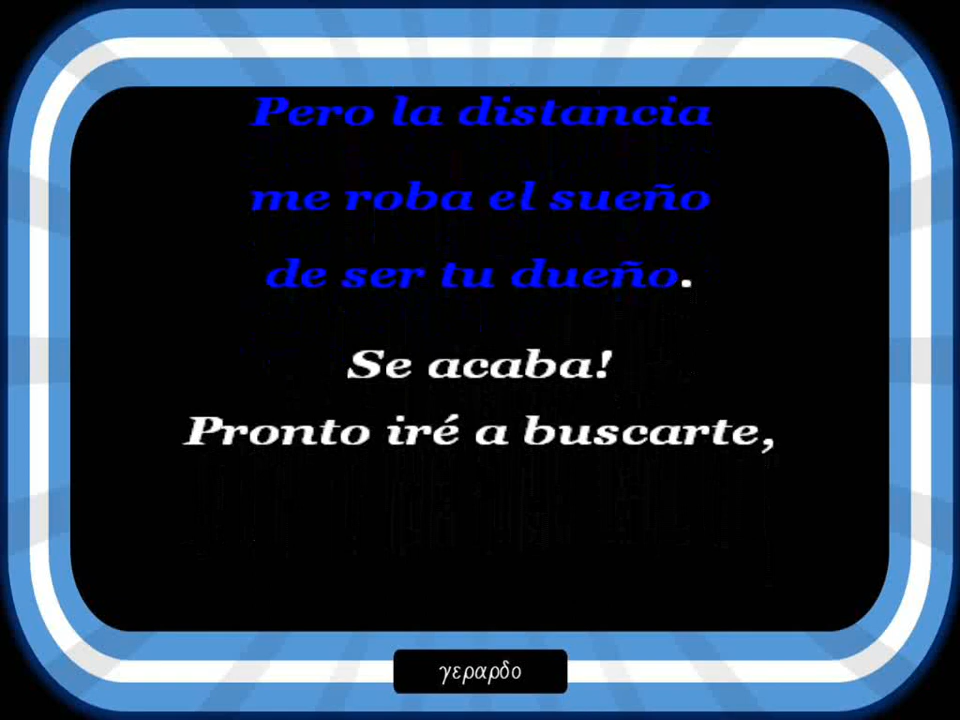 Pero la distancia
me roba el sueño
de ser tu dueño.
Se acaba!
Pronto iré a buscarte,
γεραρδο